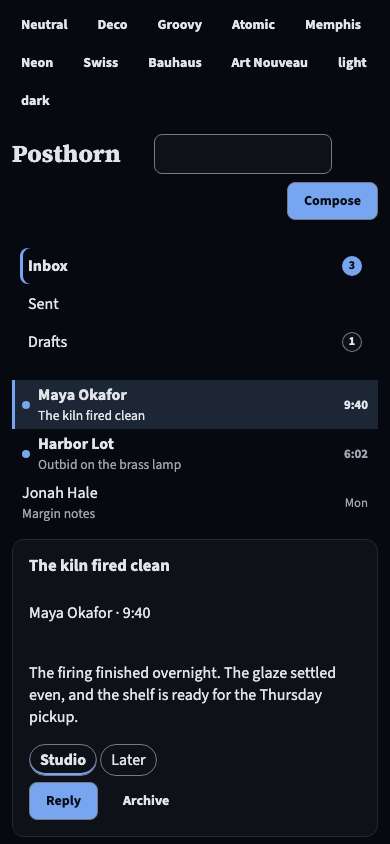 Neutral Deco Groovy Atomic Memphis
Neon Swiss Bauhaus Art Nouveau light
dark
Posthorn
Compose
Inbox 3
Sent
Drafts 1
Maya Okafor 9:40
The kiln fired clean
Harbor Lot 6:02
Outbid on the brass lamp
Jonah Hale Mon
Margin notes
The kiln fired clean
Maya Okafor · 9:40
The firing finished overnight. The glaze settled
even, and the shelf is ready for the Thursday
pickup.
Studio Later
Reply Archive